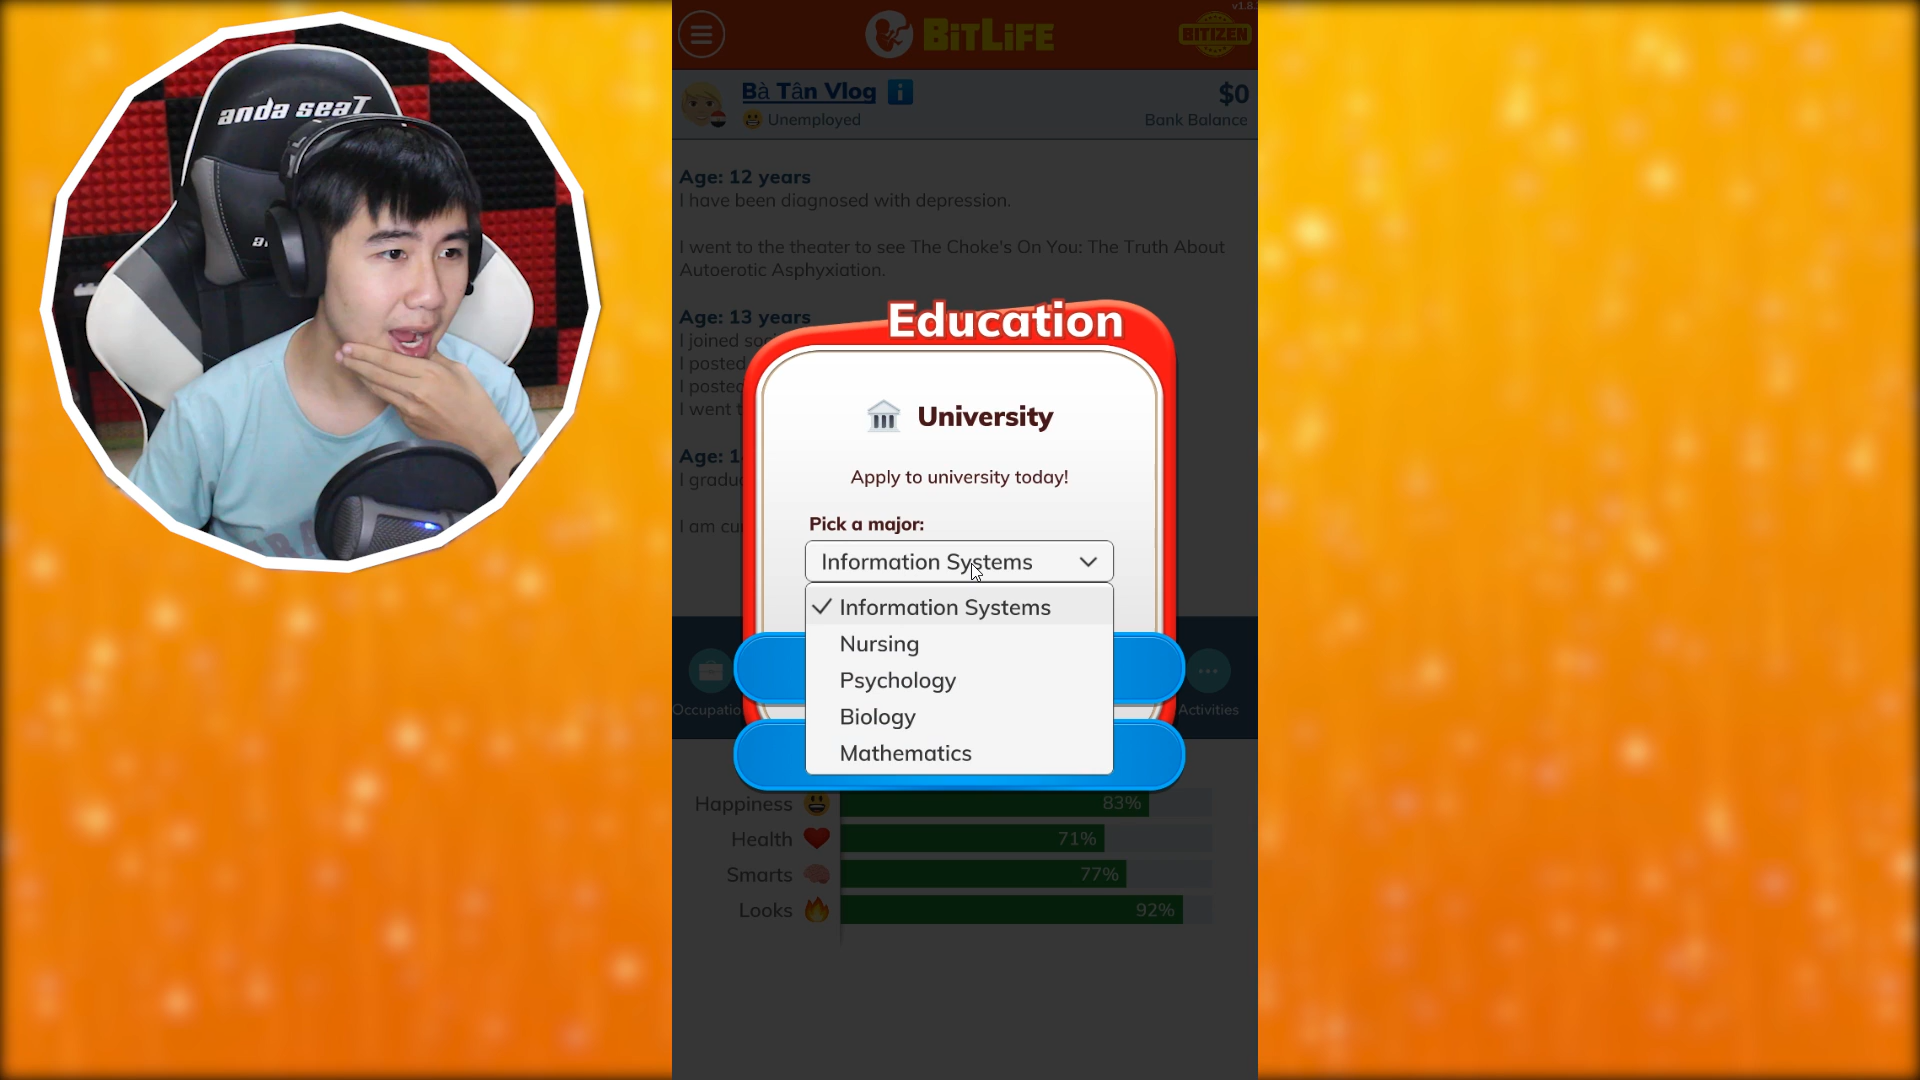 anda seaT
a
v1.8.
BiTLiFE
BITIZEN
Bà Tân Vlog
$0
Unemployed
Bank Balance
Age: 12 years
I have been diagnosed with depression.
I went to the theater to see The Choke's On You: The Truth About
Autoerotic Asphyxiation.
Age: 13 years
I joined
I posted
I posted
I went
Age:
I
I am
Education
University
Apply to university today!
Pick a major:
Information Systems
Information Systems
Nursing
Psychology
Biology
Mathematics
Activities
Happiness 83%
Health 71%
Smarts 77%
Looks 92%